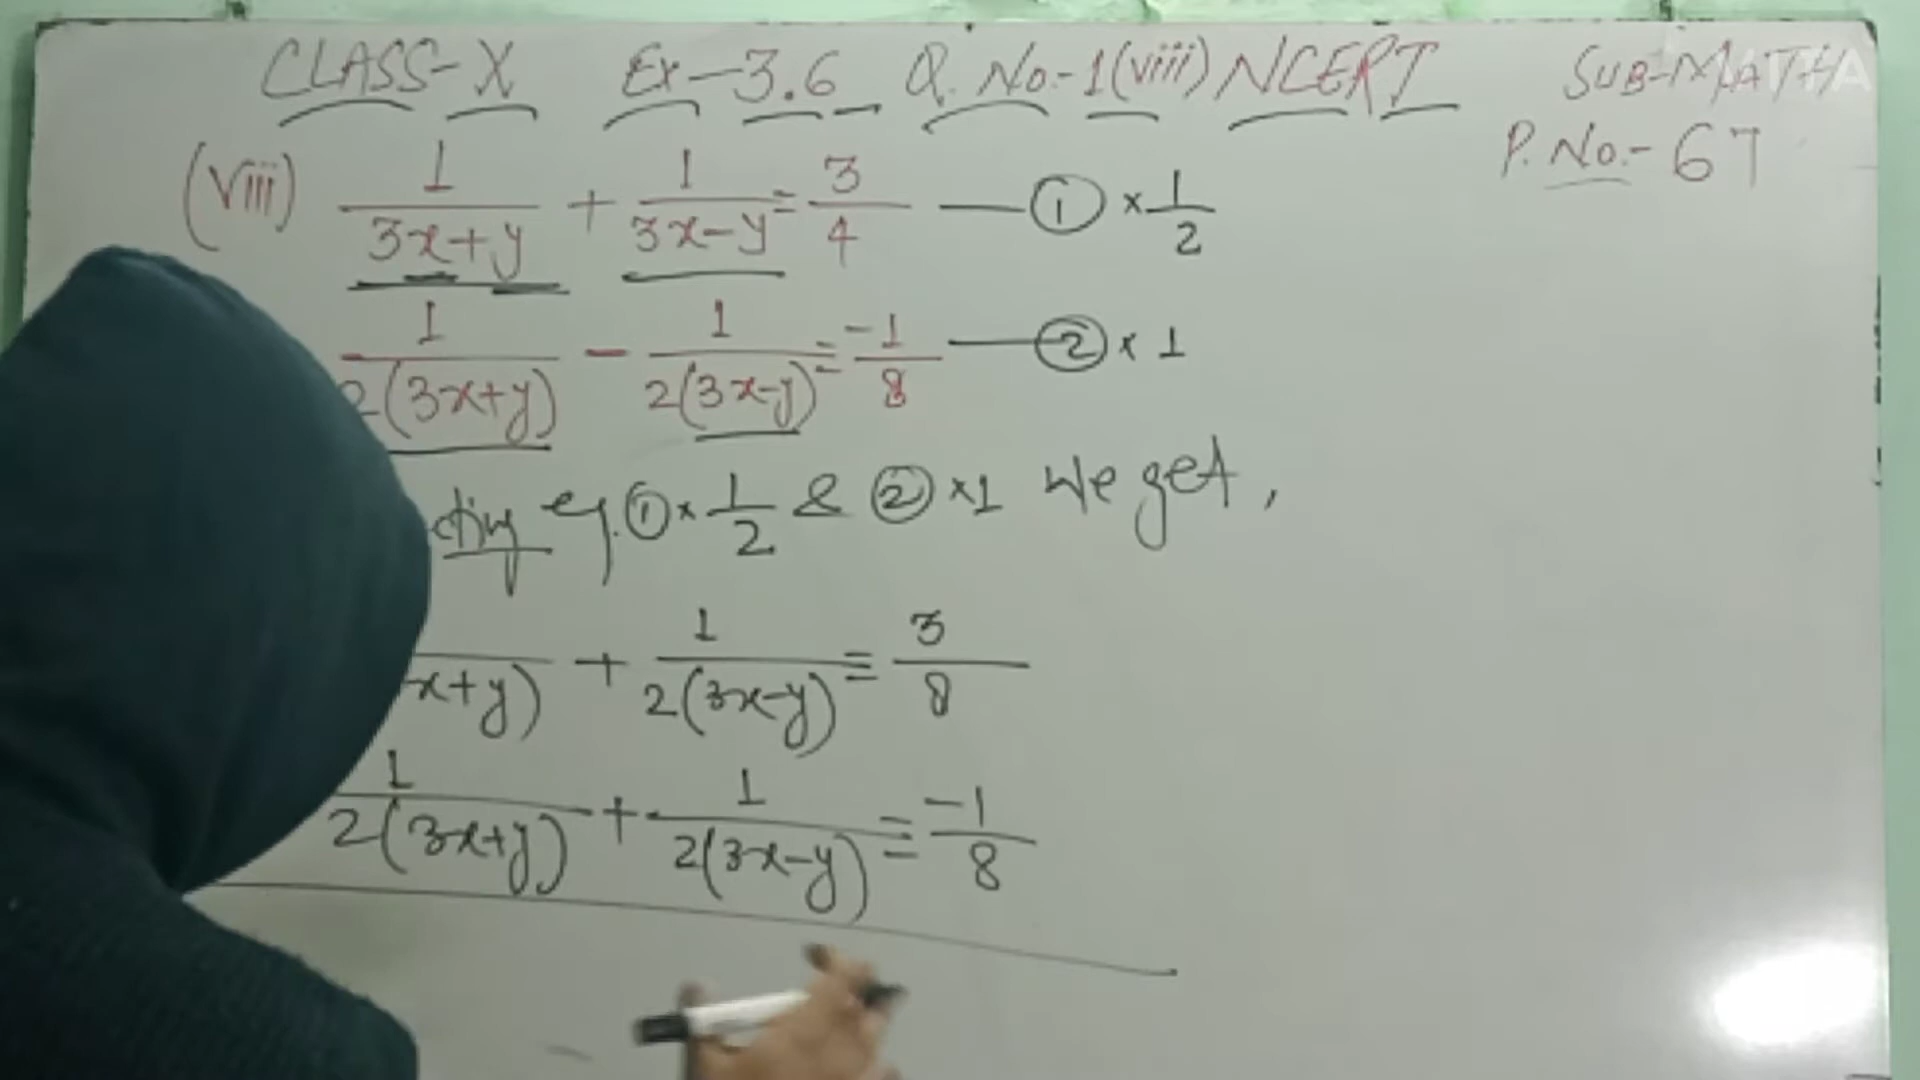 CLASS-X Ex-3.6 Q. No.-1(viii) NCERT SUB-MATH
P. No.- 67
(viii) 1/(3x+y) + 1/(3x-y) = 3/4 — ① × 1/2
1/2(3x+y) - 1/2(3x-y) = -1/8 — ② × 1
eq. ① × 1/2 & ② × 1 We get,
x+y) + 1/2(3x-y) = 3/8
1/2(3x+y) + 1/2(3x-y) = -1/8